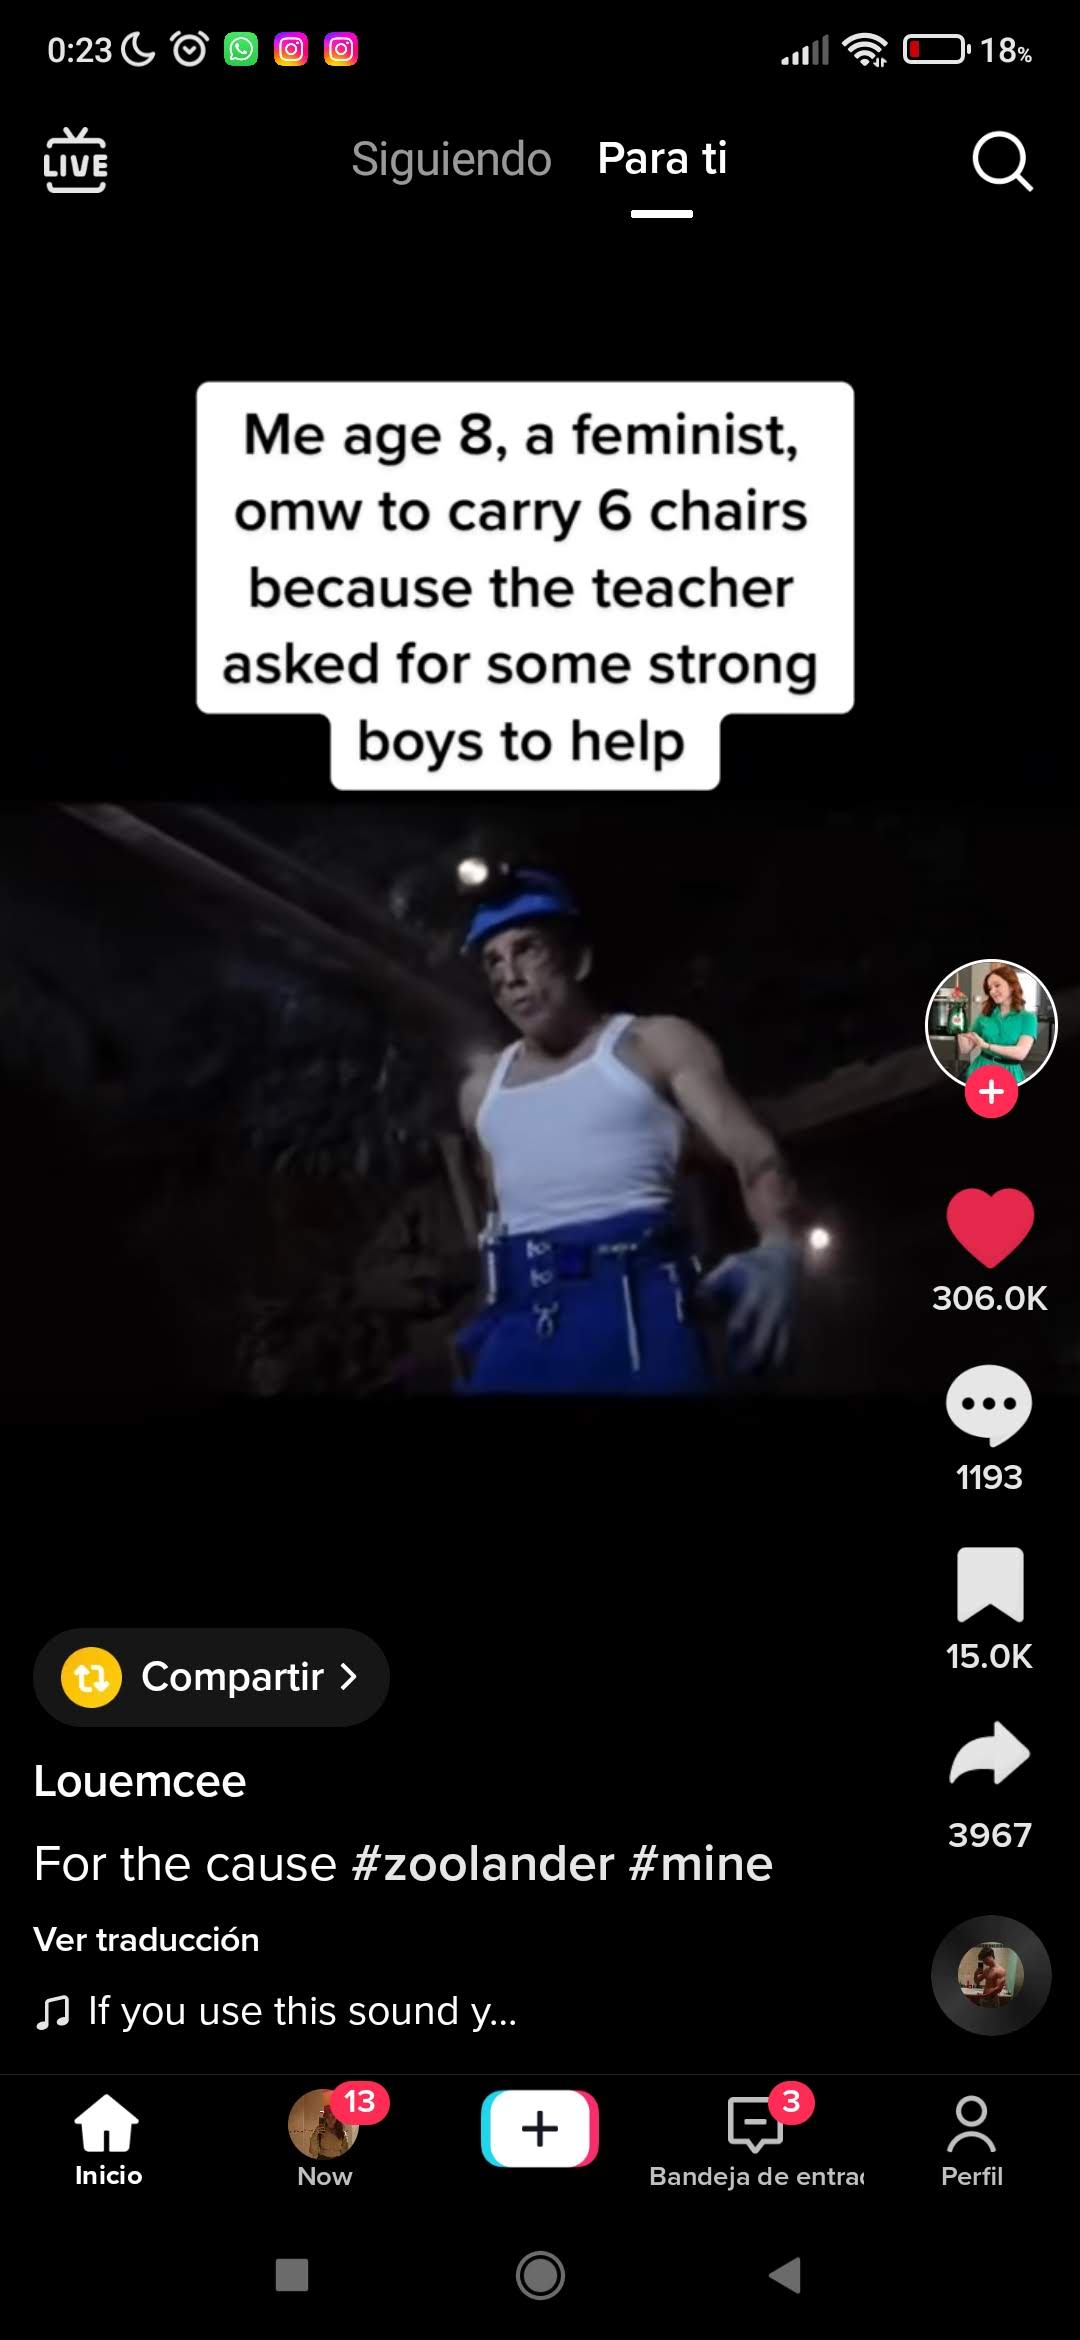 0:23
18%
LIVE
Siguiendo
Para ti
Me age 8, a feminist,
omw to carry 6 chairs
because the teacher
asked for some strong
boys to help
306.0K
1193
15.0K
Compartir
Louemcee
3967
For the cause #zoolander #mine
Ver traducción
If you use this sound y...
13
3
Inicio
Now
Bandeja de entra
Perfil